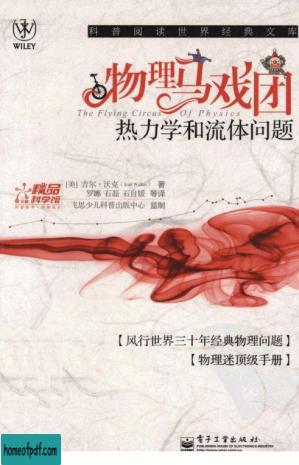 WILEY
科普阅读世界经典文库
物理马戏团
The Flying Circus Of Physics
热力学和流体问题
精品
科学馆
[美] 吉尔·沃克 (Jearl Walker) 著
罗娜 石磊 石自媛 等译
飞思少儿科普出版中心 监制
【风行世界三十年经典物理问题】
【物理迷顶级手册】
电子工业出版社
homeofpdf.com